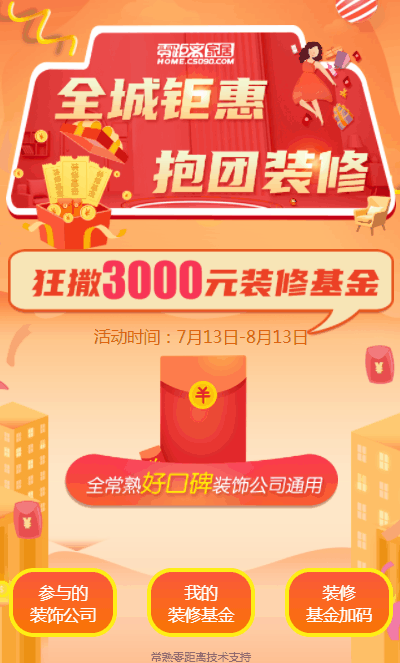 零距离家居
HOME.CS090.COM
全城钜惠
抱团装修
狂撒3000元装修基金
活动时间：7月13日-8月13日
全常熟好口碑装饰公司通用
参与的
装饰公司
我的
装修基金
装修
基金加码
常熟零距离技术支持